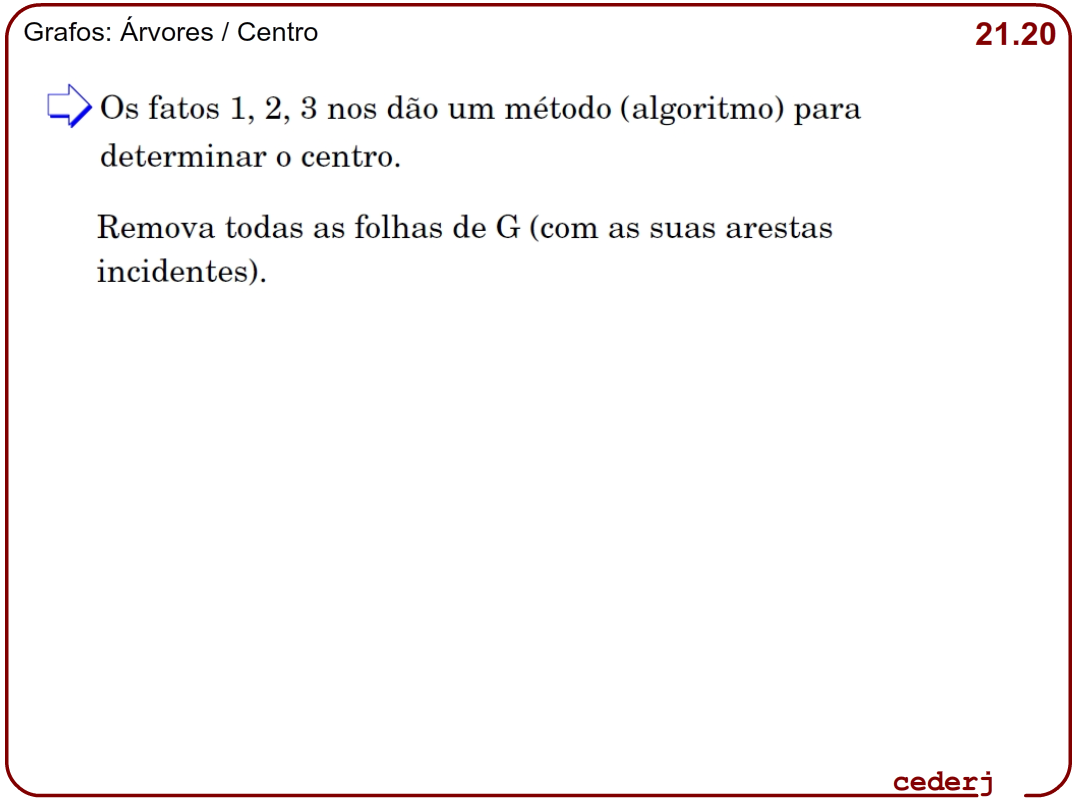 Grafos: Árvores / Centro
21.20
Os fatos 1, 2, 3 nos dão um método (algoritmo) para
determinar o centro.
Remova todas as folhas de G (com as suas arestas
incidentes).
cederj